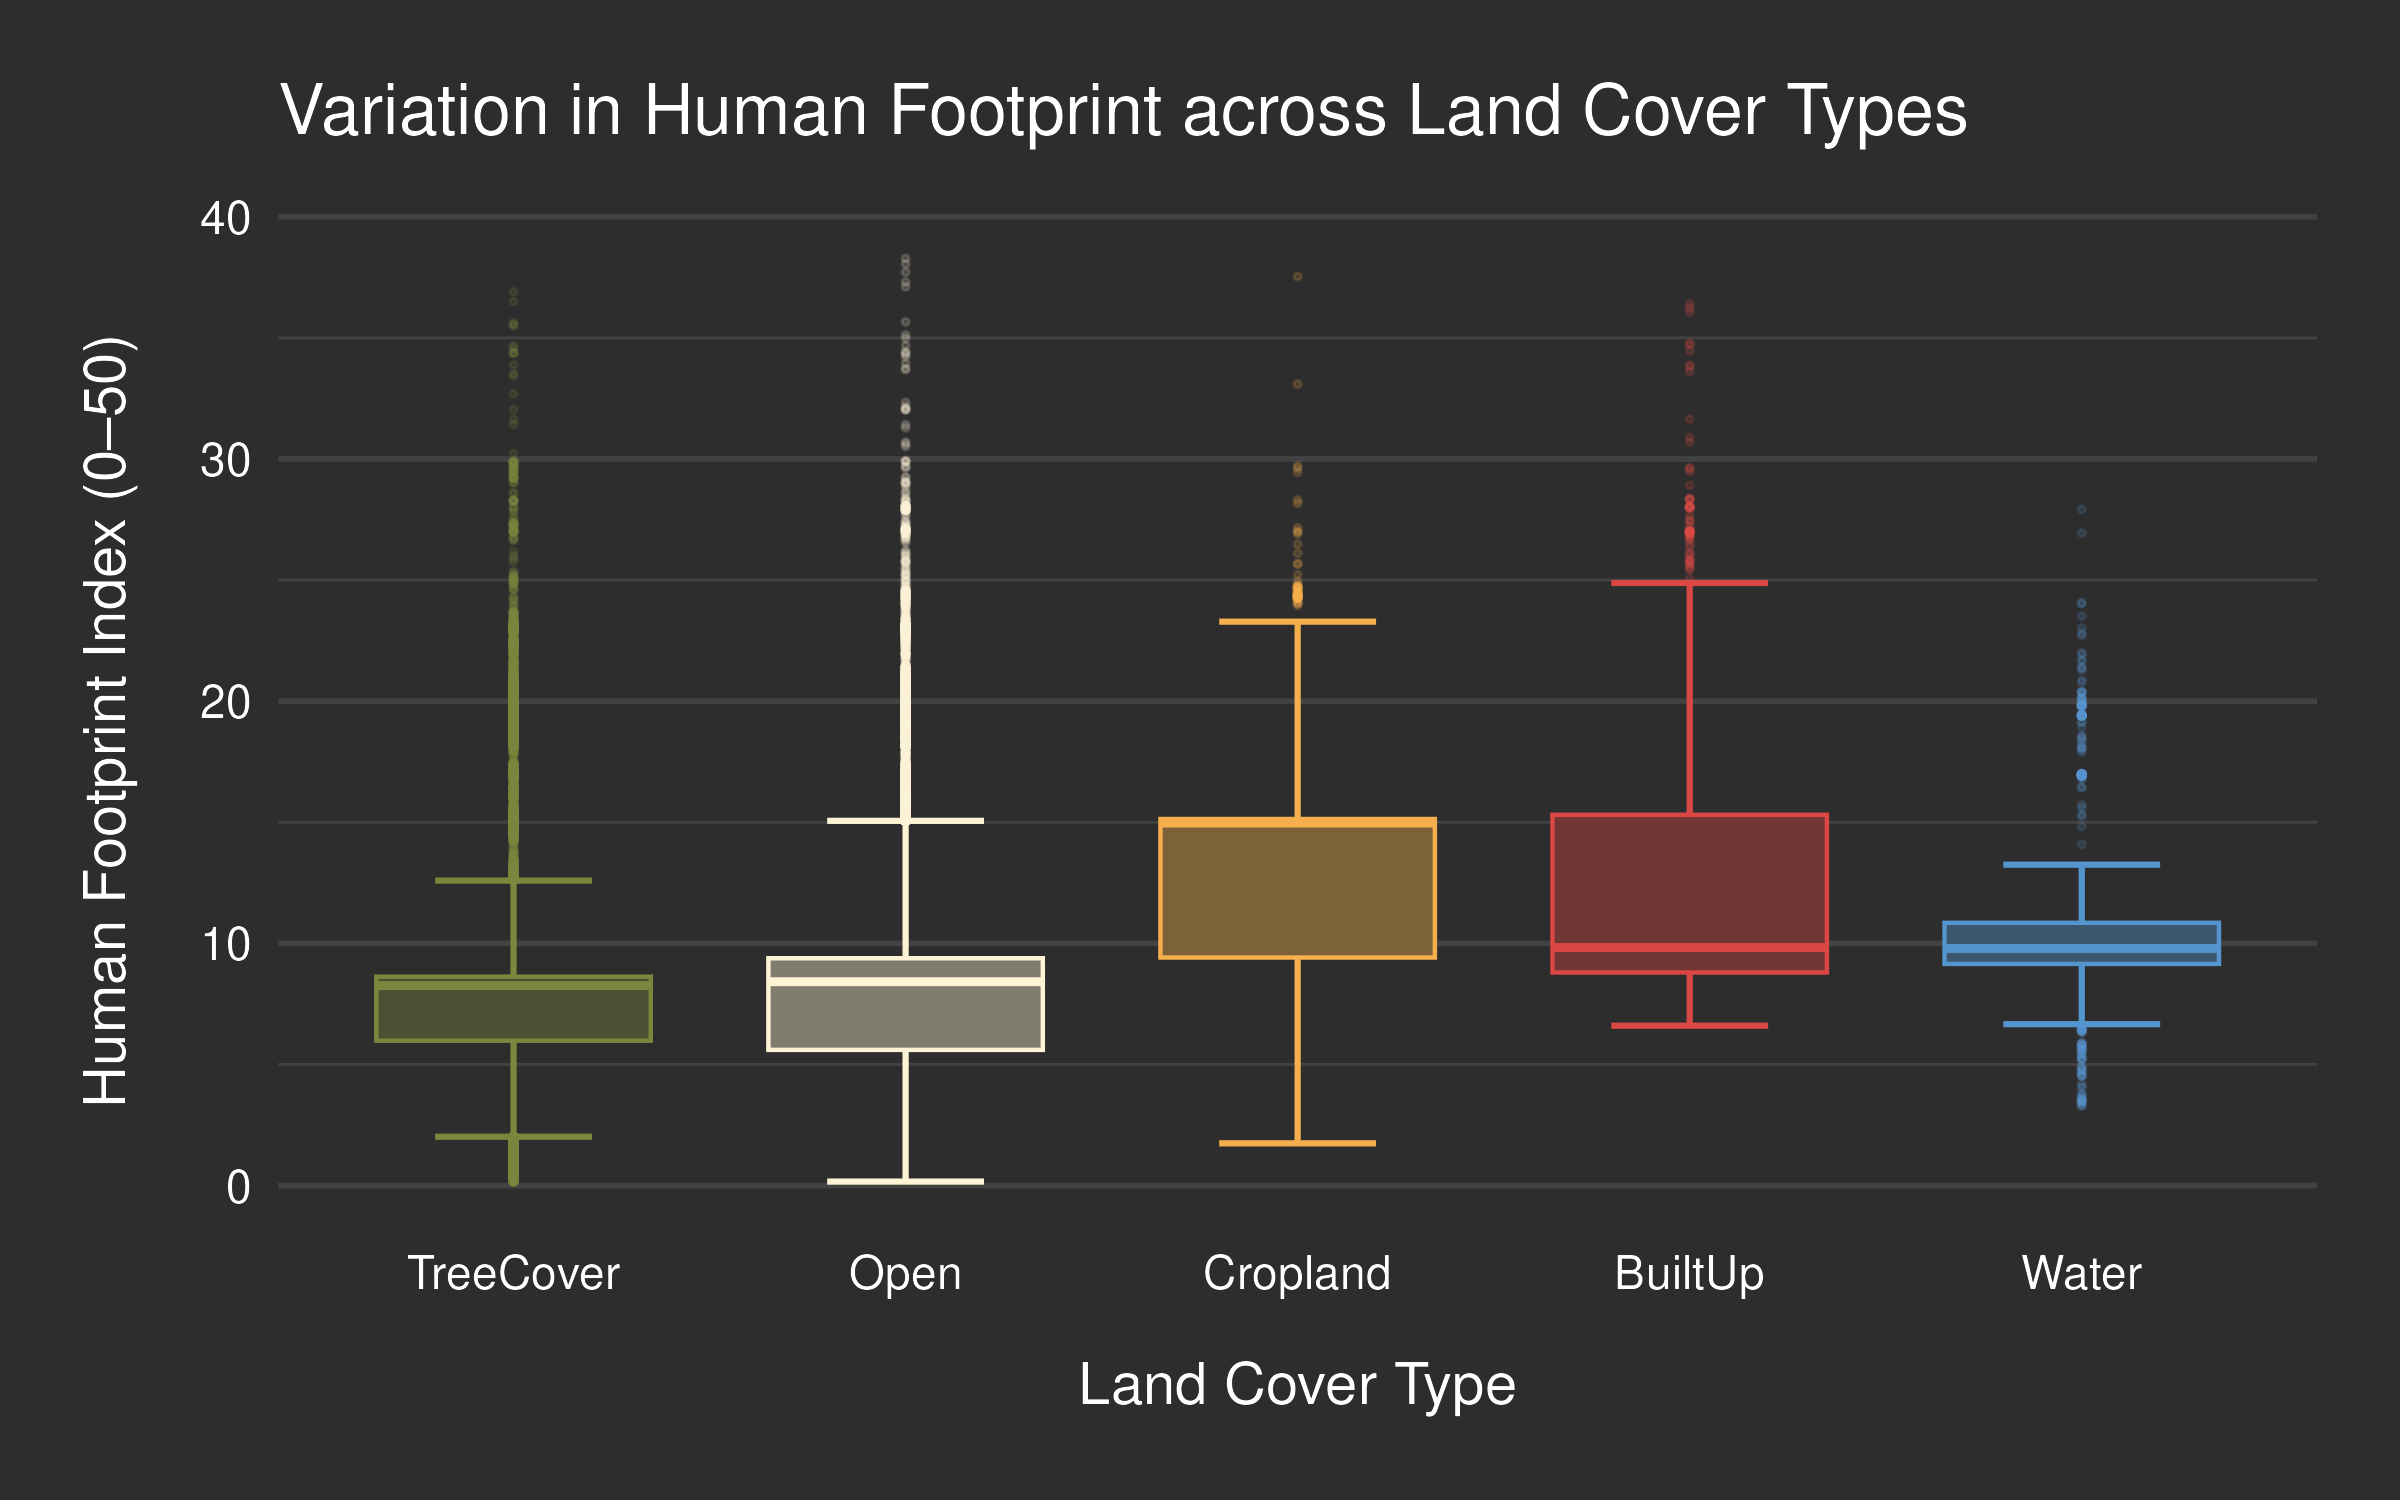 Variation in Human Footprint across Land Cover Types
Human Footprint Index (0–50)
40
30
20
10
0
TreeCover
Open
Cropland
BuiltUp
Water
Land Cover Type